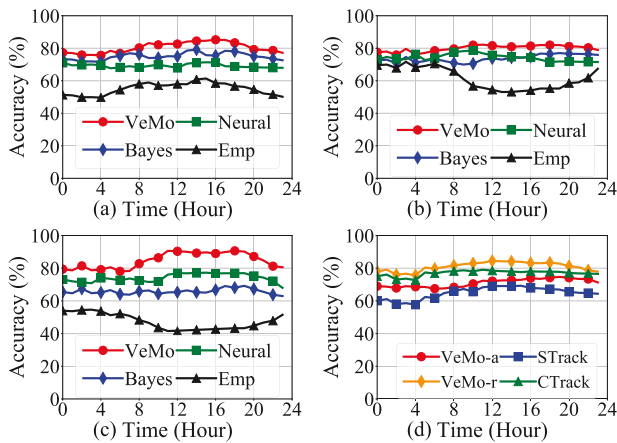 100
80
60
40
20
0
Accuracy (%)
VeMo Neural
Bayes Emp
0 4 8 12 16 20 24
(a) Time (Hour)
100
80
60
40
20
0
Accuracy (%)
VeMo Neural
Bayes Emp
0 4 8 12 16 20 24
(b) Time (Hour)
100
80
60
40
20
0
Accuracy (%)
VeMo Neural
Bayes Emp
0 4 8 12 16 20 24
(c) Time (Hour)
100
80
60
40
20
0
Accuracy (%)
VeMo-a STrack
VeMo-r CTrack
0 4 8 12 16 20 24
(d) Time (Hour)